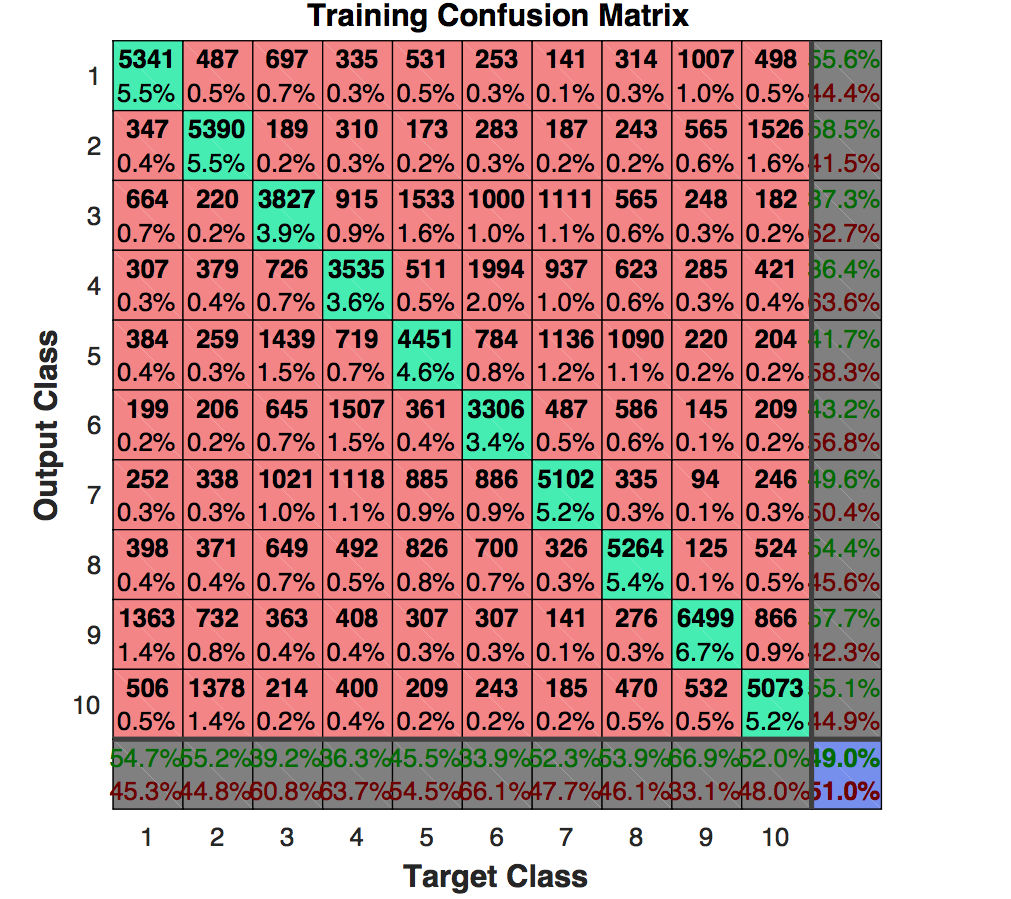 Training Confusion Matrix
Output Class
1 5341 487 697 335 531 253 141 314 1007 498 55.6%
5.5% 0.5% 0.7% 0.3% 0.5% 0.3% 0.1% 0.3% 1.0% 0.5% 44.4%
2 347 5390 189 310 173 283 187 243 565 1526 58.5%
0.4% 5.5% 0.2% 0.3% 0.2% 0.3% 0.2% 0.2% 0.6% 1.6% 41.5%
3 664 220 3827 915 1533 1000 1111 565 248 182 37.3%
0.7% 0.2% 3.9% 0.9% 1.6% 1.0% 1.1% 0.6% 0.3% 0.2% 62.7%
4 307 379 726 3535 511 1994 937 623 285 421 36.4%
0.3% 0.4% 0.7% 3.6% 0.5% 2.0% 1.0% 0.6% 0.3% 0.4% 63.6%
5 384 259 1439 719 4451 784 1136 1090 220 204 41.7%
0.4% 0.3% 1.5% 0.7% 4.6% 0.8% 1.2% 1.1% 0.2% 0.2% 58.3%
6 199 206 645 1507 361 3306 487 586 145 209 43.2%
0.2% 0.2% 0.7% 1.5% 0.4% 3.4% 0.5% 0.6% 0.1% 0.2% 56.8%
7 252 338 1021 1118 885 886 5102 335 94 246 49.6%
0.3% 0.3% 1.0% 1.1% 0.9% 0.9% 5.2% 0.3% 0.1% 0.3% 50.4%
8 398 371 649 492 826 700 326 5264 125 524 54.4%
0.4% 0.4% 0.7% 0.5% 0.8% 0.7% 0.3% 5.4% 0.1% 0.5% 45.6%
9 1363 732 363 408 307 307 141 276 6499 866 57.7%
1.4% 0.8% 0.4% 0.4% 0.3% 0.3% 0.1% 0.3% 6.7% 0.9% 42.3%
10 506 1378 214 400 209 243 185 470 532 5073 55.1%
0.5% 1.4% 0.2% 0.4% 0.2% 0.2% 0.2% 0.5% 0.5% 5.2% 44.9%
54.7% 55.2% 39.2% 36.3% 45.5% 33.9% 52.3% 53.9% 66.9% 52.0% 49.0%
45.3% 44.8% 60.8% 63.7% 54.5% 66.1% 47.7% 46.1% 33.1% 48.0% 51.0%
1 2 3 4 5 6 7 8 9 10
Target Class